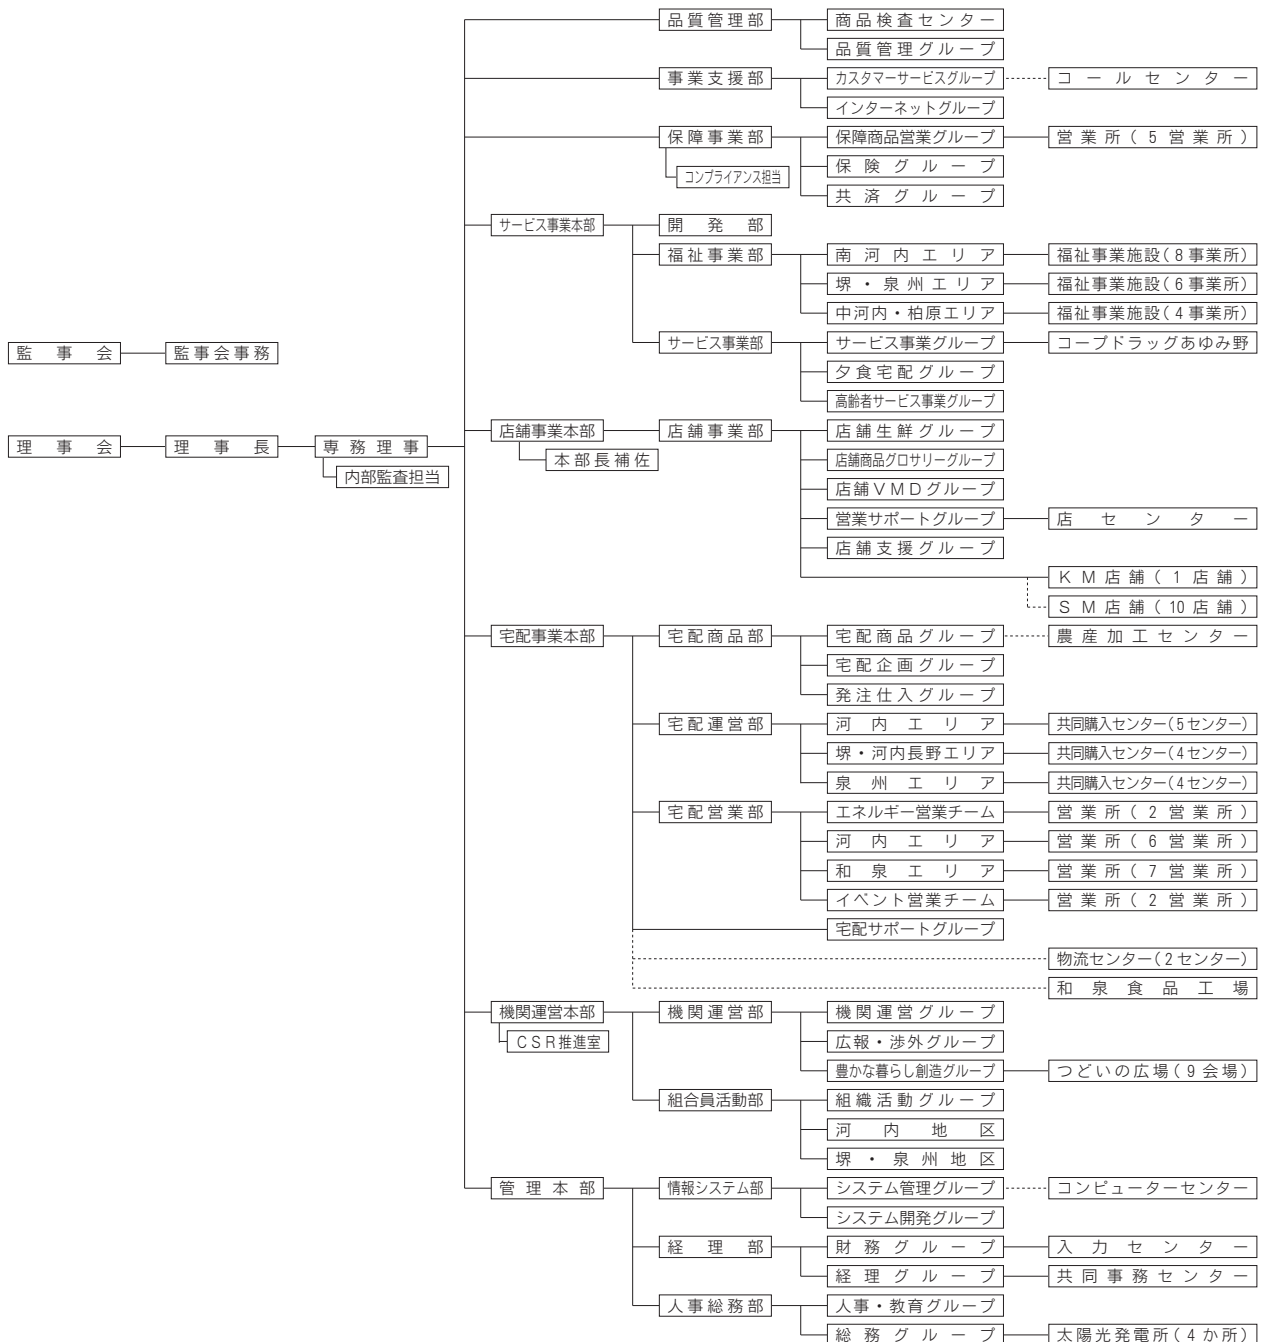 品質管理部 商品検査センター
品質管理グループ
事業支援部 カスタマーサービスグループ コールセンター
インターネットグループ
保障事業部 保障商品営業グループ 営業所(5営業所)
コンプライアンス担当 保険グループ
共済グループ
サービス事業本部 開発部
福祉事業部 南河内エリア 福祉事業施設(8事業所)
堺・泉州エリア 福祉事業施設(6事業所)
中河内・柏原エリア 福祉事業施設(4事業所)
監事会 監事会事務 サービス事業部 サービス事業グループ コープドラッグあゆみ野
夕食宅配グループ
高齢者サービス事業グループ
理事会 理事長 専務理事 店舗事業本部 店舗事業部 店舗生鮮グループ
内部監査担当 本部長補佐 店舗商品グロサリーグループ
店舗VMDグループ
営業サポートグループ 店センター
店舗支援グループ
KM店舗(1店舗)
SM店舗(10店舗)
宅配事業本部 宅配商品部 宅配商品グループ 農産加工センター
宅配企画グループ
発注仕入グループ
宅配運営部 河内エリア 共同購入センター(5センター)
堺・河内長野エリア 共同購入センター(4センター)
泉州エリア 共同購入センター(4センター)
宅配営業部 エネルギー営業チーム 営業所(2営業所)
河内エリア 営業所(6営業所)
和泉エリア 営業所(7営業所)
イベント営業チーム 営業所(2営業所)
宅配サポートグループ
物流センター(2センター)
和泉食品工場
機関運営本部 機関運営部 機関運営グループ
CSR推進室 広報・渉外グループ
豊かな暮らし創造グループ つどいの広場(9会場)
組合員活動部 組織活動グループ
河内地区
堺・泉州地区
管理本部 情報システム部 システム管理グループ コンピューターセンター
システム開発グループ
経理部 財務グループ 入力センター
経理グループ 共同事務センター
人事総務部 人事・教育グループ
総務グループ 太陽光発電所(4か所)